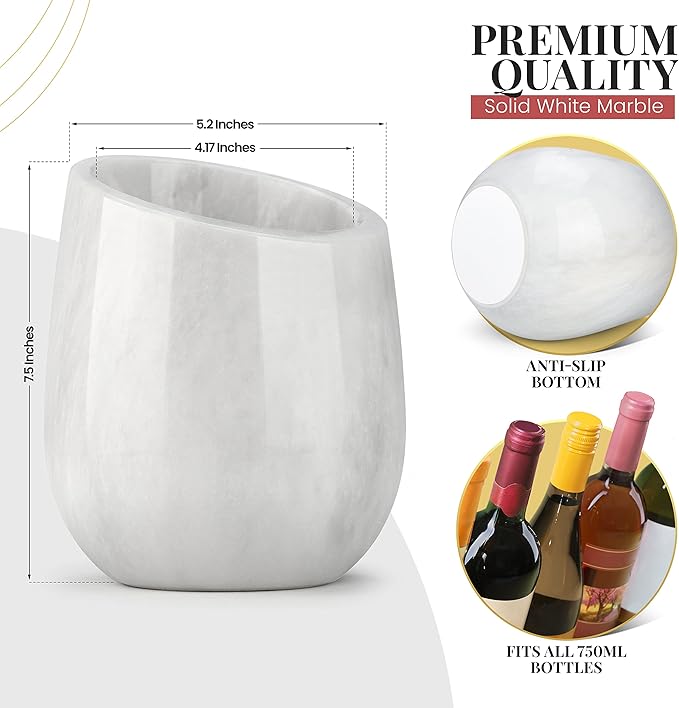 PREMIUM
QUALITY
Solid White Marble
5.2 Inches
4.17 Inches
7.5 Inches
ANTI-SLIP
BOTTOM
FITS ALL 750ML
BOTTLES